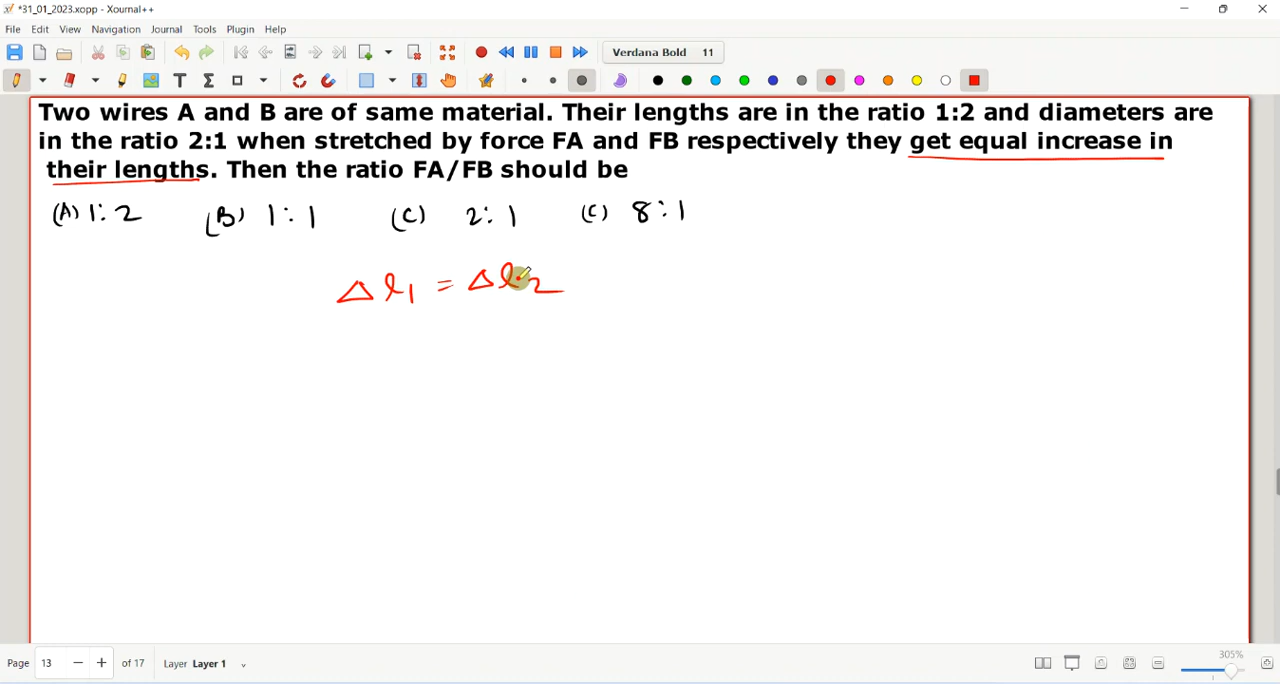 *31_01_2023.xopp - Xournal++
File Edit View Navigation Journal Tools Plugin Help
Verdana Bold 11
Two wires A and B are of same material. Their lengths are in the ratio 1:2 and diameters are
in the ratio 2:1 when stretched by force FA and FB respectively they get equal increase in
their lengths. Then the ratio FA/FB should be
(A) 1:2 (B) 1:1 (C) 2:1 (C) 8:1
Δl₁ = Δl₂
Page 13 of 17 Layer Layer 1 305%